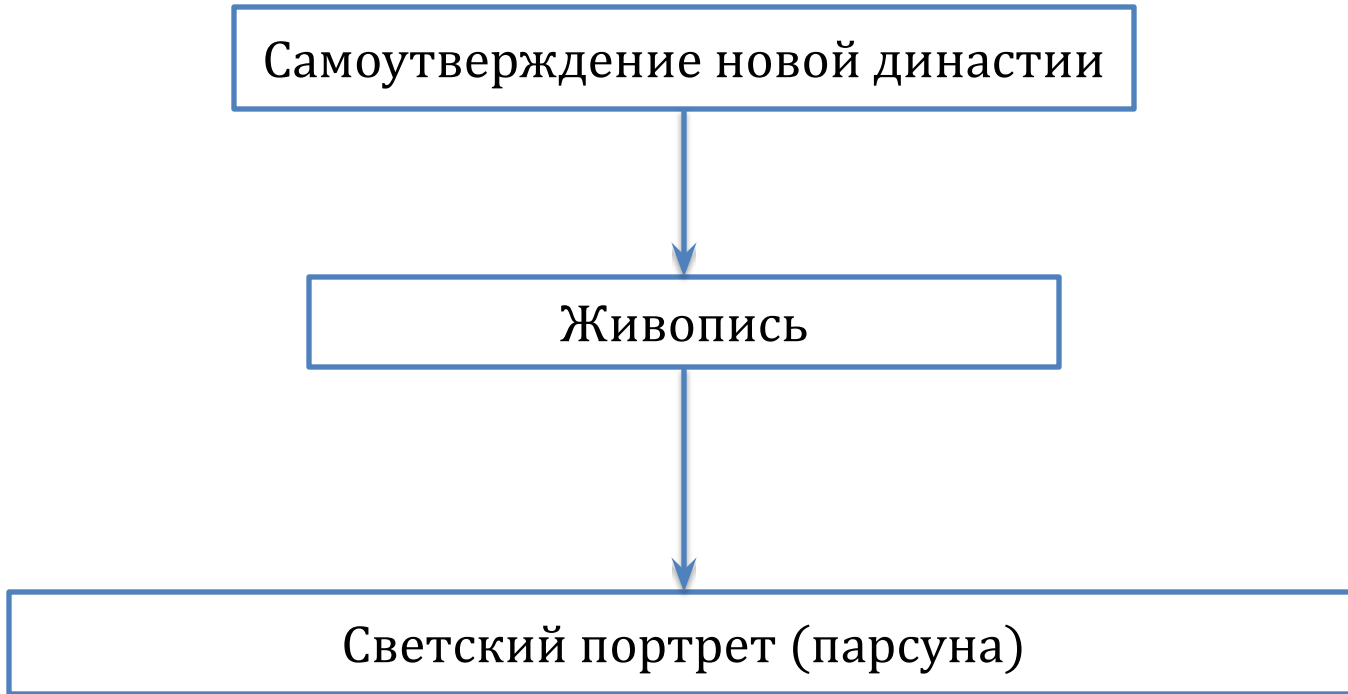 Самоутверждение новой династии
Живопись
Светский портрет (парсуна)